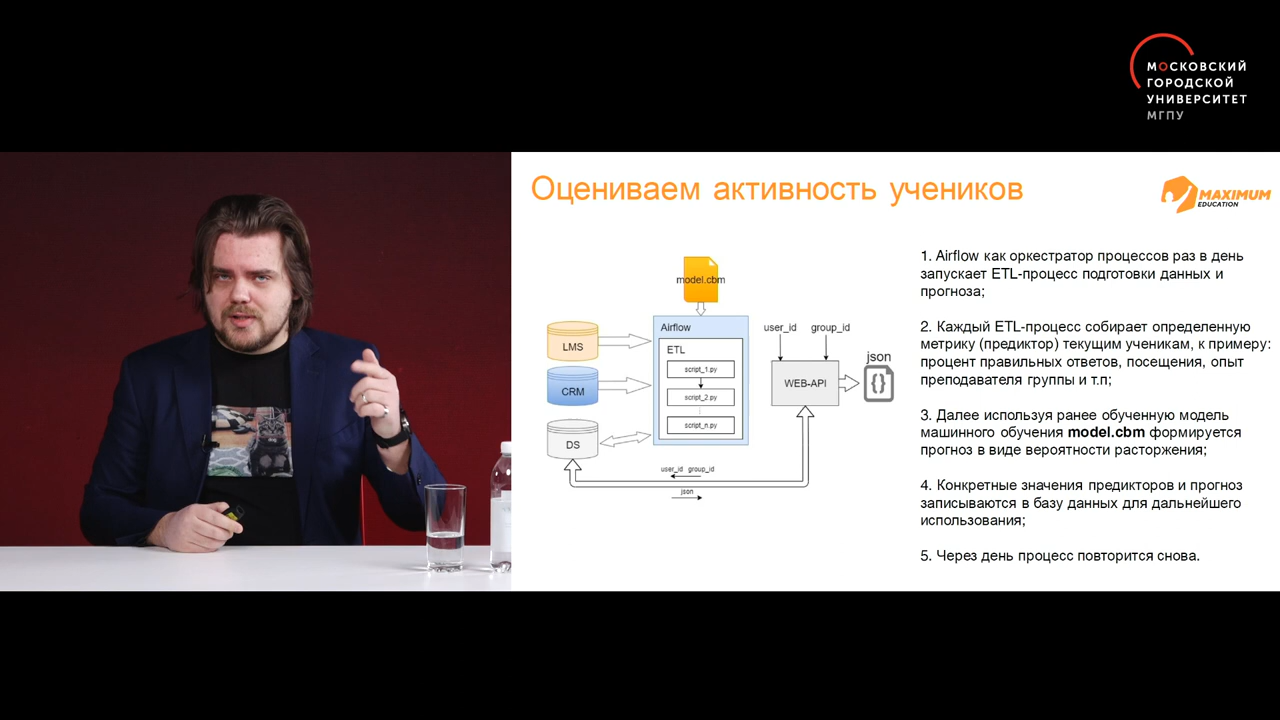 МОСКОВСКИЙ
ГОРОДСКОЙ
УНИВЕРСИТЕТ
МГПУ
Оцениваем активность учеников
MAXIMUM
EDUCATION
model.cbm
LMS
CRM
DS
Airflow
ETL
script_1.py
script_2.py
script_n.py
user_id group_id
WEB-API
json
{}
user_id group_id
json
1. Airflow как оркестратор процессов раз в день
запускает ETL-процесс подготовки данных и
прогноза;
2. Каждый ETL-процесс собирает определенную
метрику (предиктор) текущим ученикам, к примеру:
процент правильных ответов, посещения, опыт
преподавателя группы и т.п;
3. Далее используя ранее обученную модель
машинного обучения model.cbm формируется
прогноз в виде вероятности расторжения;
4. Конкретные значения предикторов и прогноз
записываются в базу данных для дальнейшего
использования;
5. Через день процесс повторится снова.